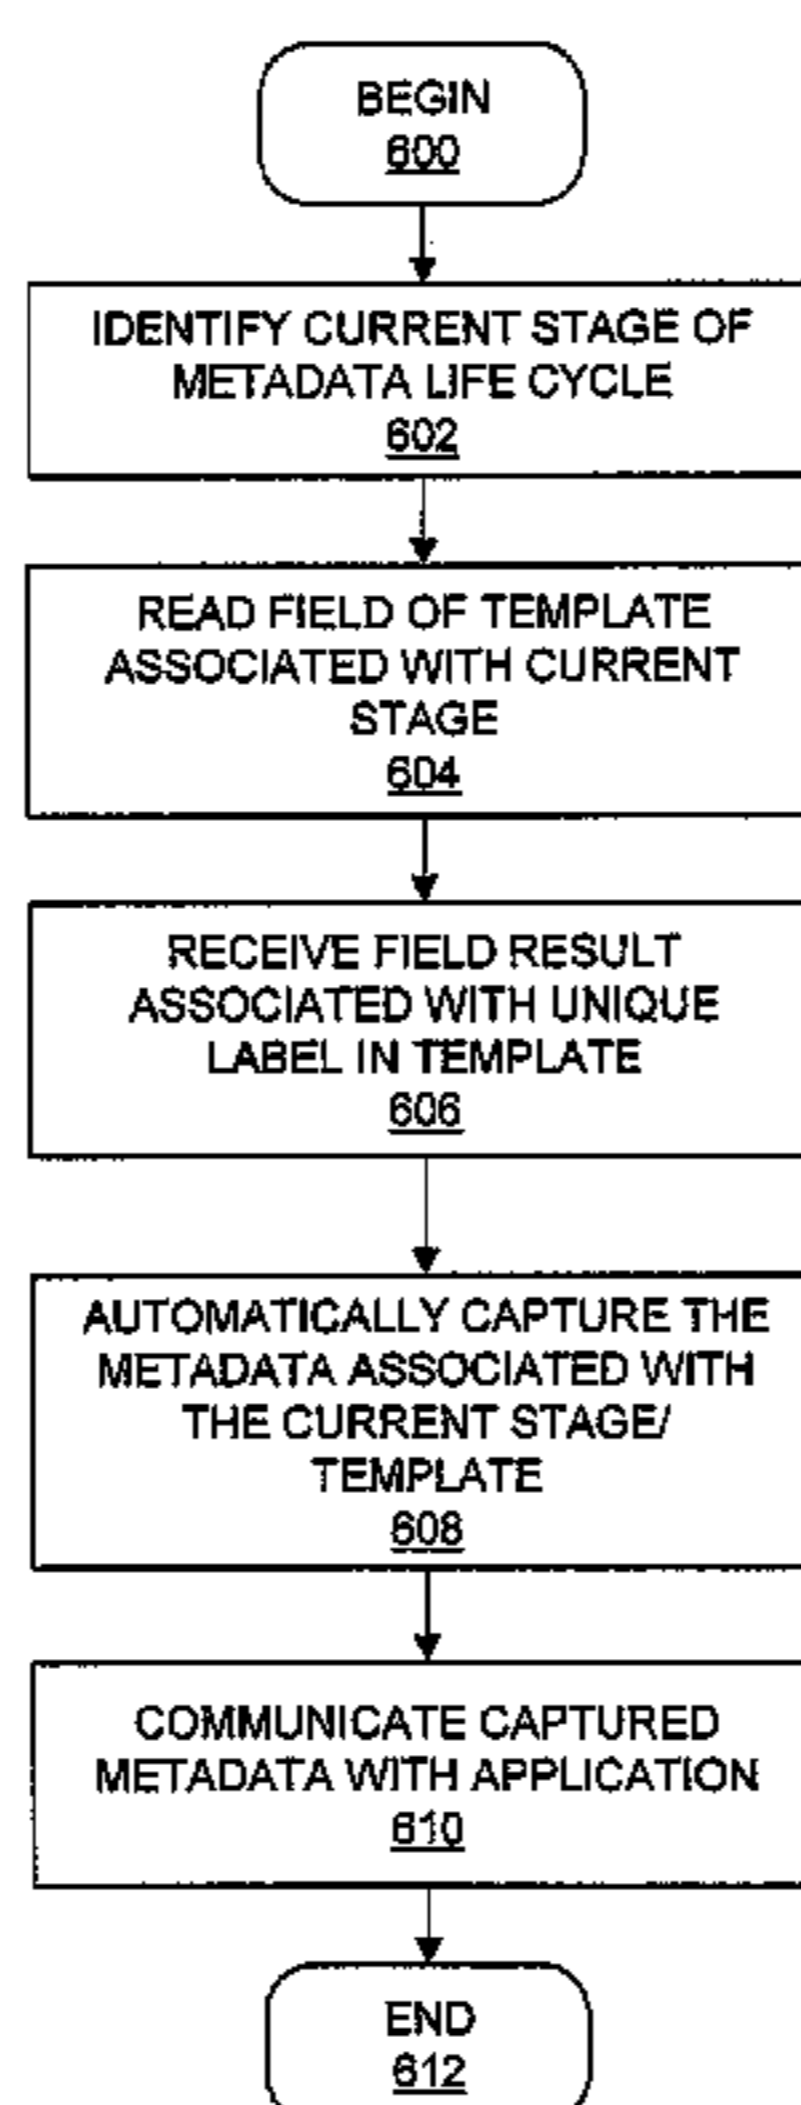 BEGIN
600
IDENTIFY CURRENT STAGE OF
METADATA LIFE CYCLE
602
READ FIELD OF TEMPLATE
ASSOCIATED WITH CURRENT
STAGE
604
RECEIVE FIELD RESULT
ASSOCIATED WITH UNIQUE
LABEL IN TEMPLATE
606
AUTOMATICALLY CAPTURE THE
METADATA ASSOCIATED WITH
THE CURRENT STAGE/
TEMPLATE
608
COMMUNICATE CAPTURED
METADATA WITH APPLICATION
610
END
612